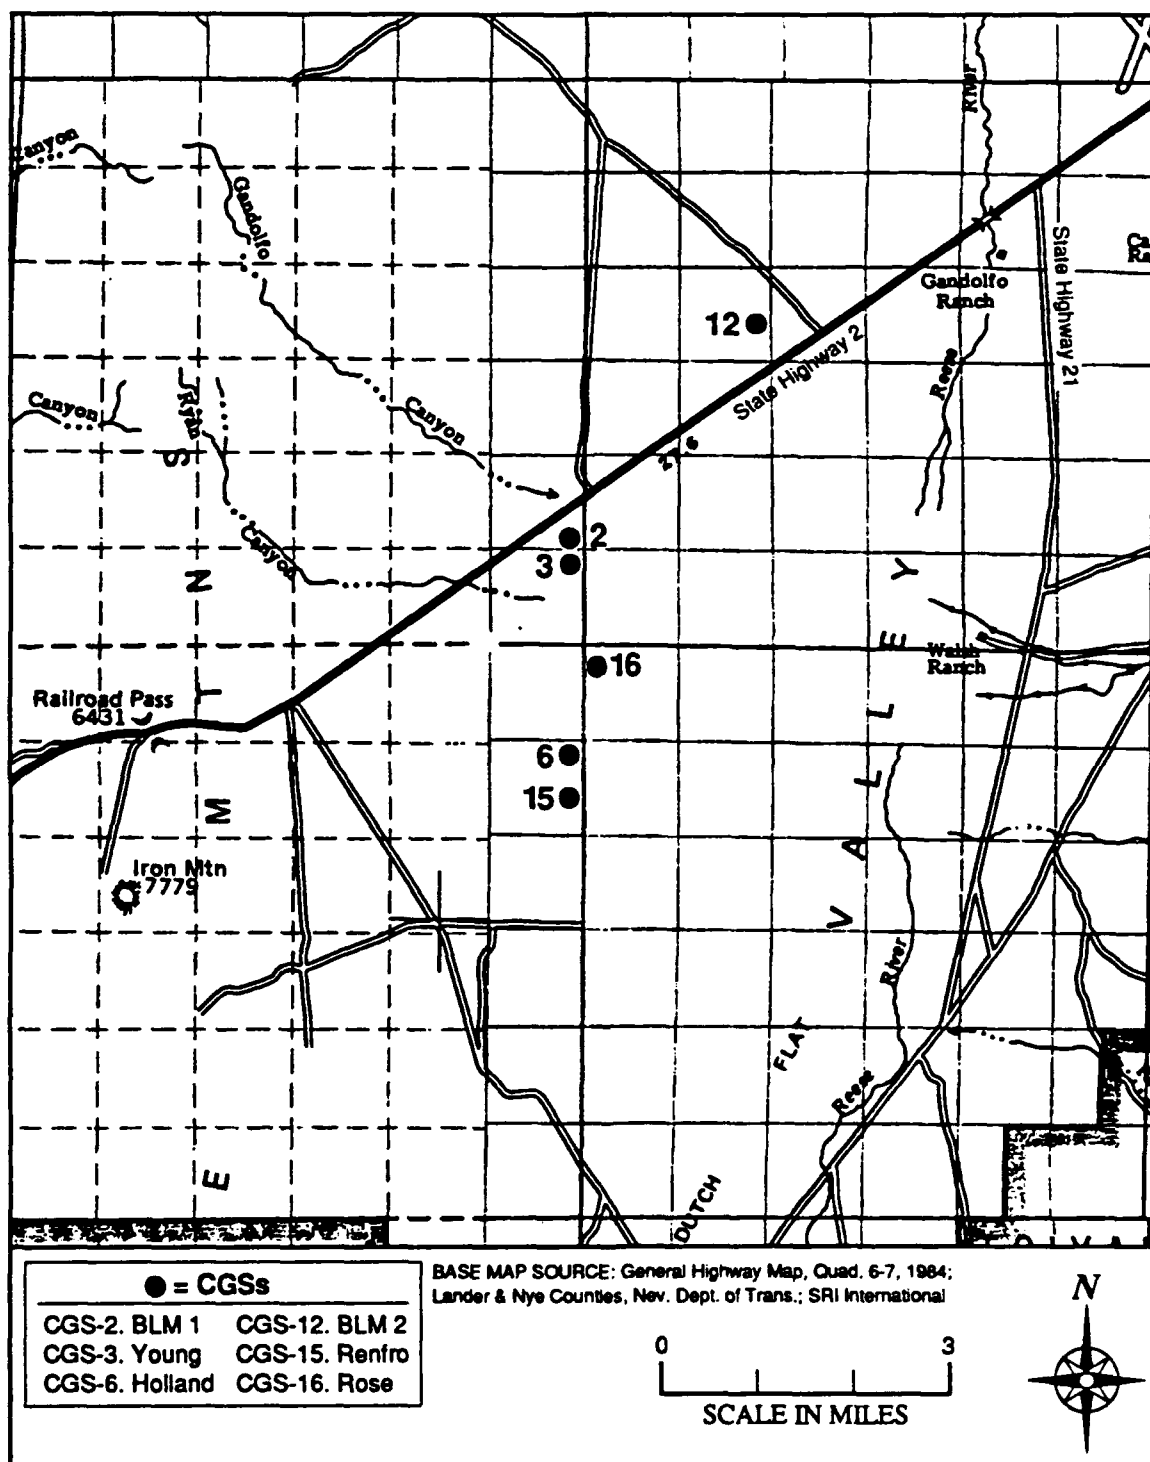 River
Canyon
Gandolfo
State Highway 21
Gandolfo
Ranch
12
State Highway 2
Reese
Canyon
Ryan
Canyon
27.6
S
2
Canyon
3
N
Y
E
Walsh
Ranch
16
Railroad Pass
6431
T
L
6
L
15
M
A
Iron Mtn
7779
V
River
FLAT
Reese
E
DUTCH
● = CGSs
CGS-2. BLM 1 CGS-12. BLM 2
CGS-3. Young CGS-15. Renfro
CGS-6. Holland CGS-16. Rose
BASE MAP SOURCE: General Highway Map, Quad. 6-7, 1984;
Lander & Nye Counties, Nev. Dept. of Trans.; SRI International
0 3
SCALE IN MILES
N